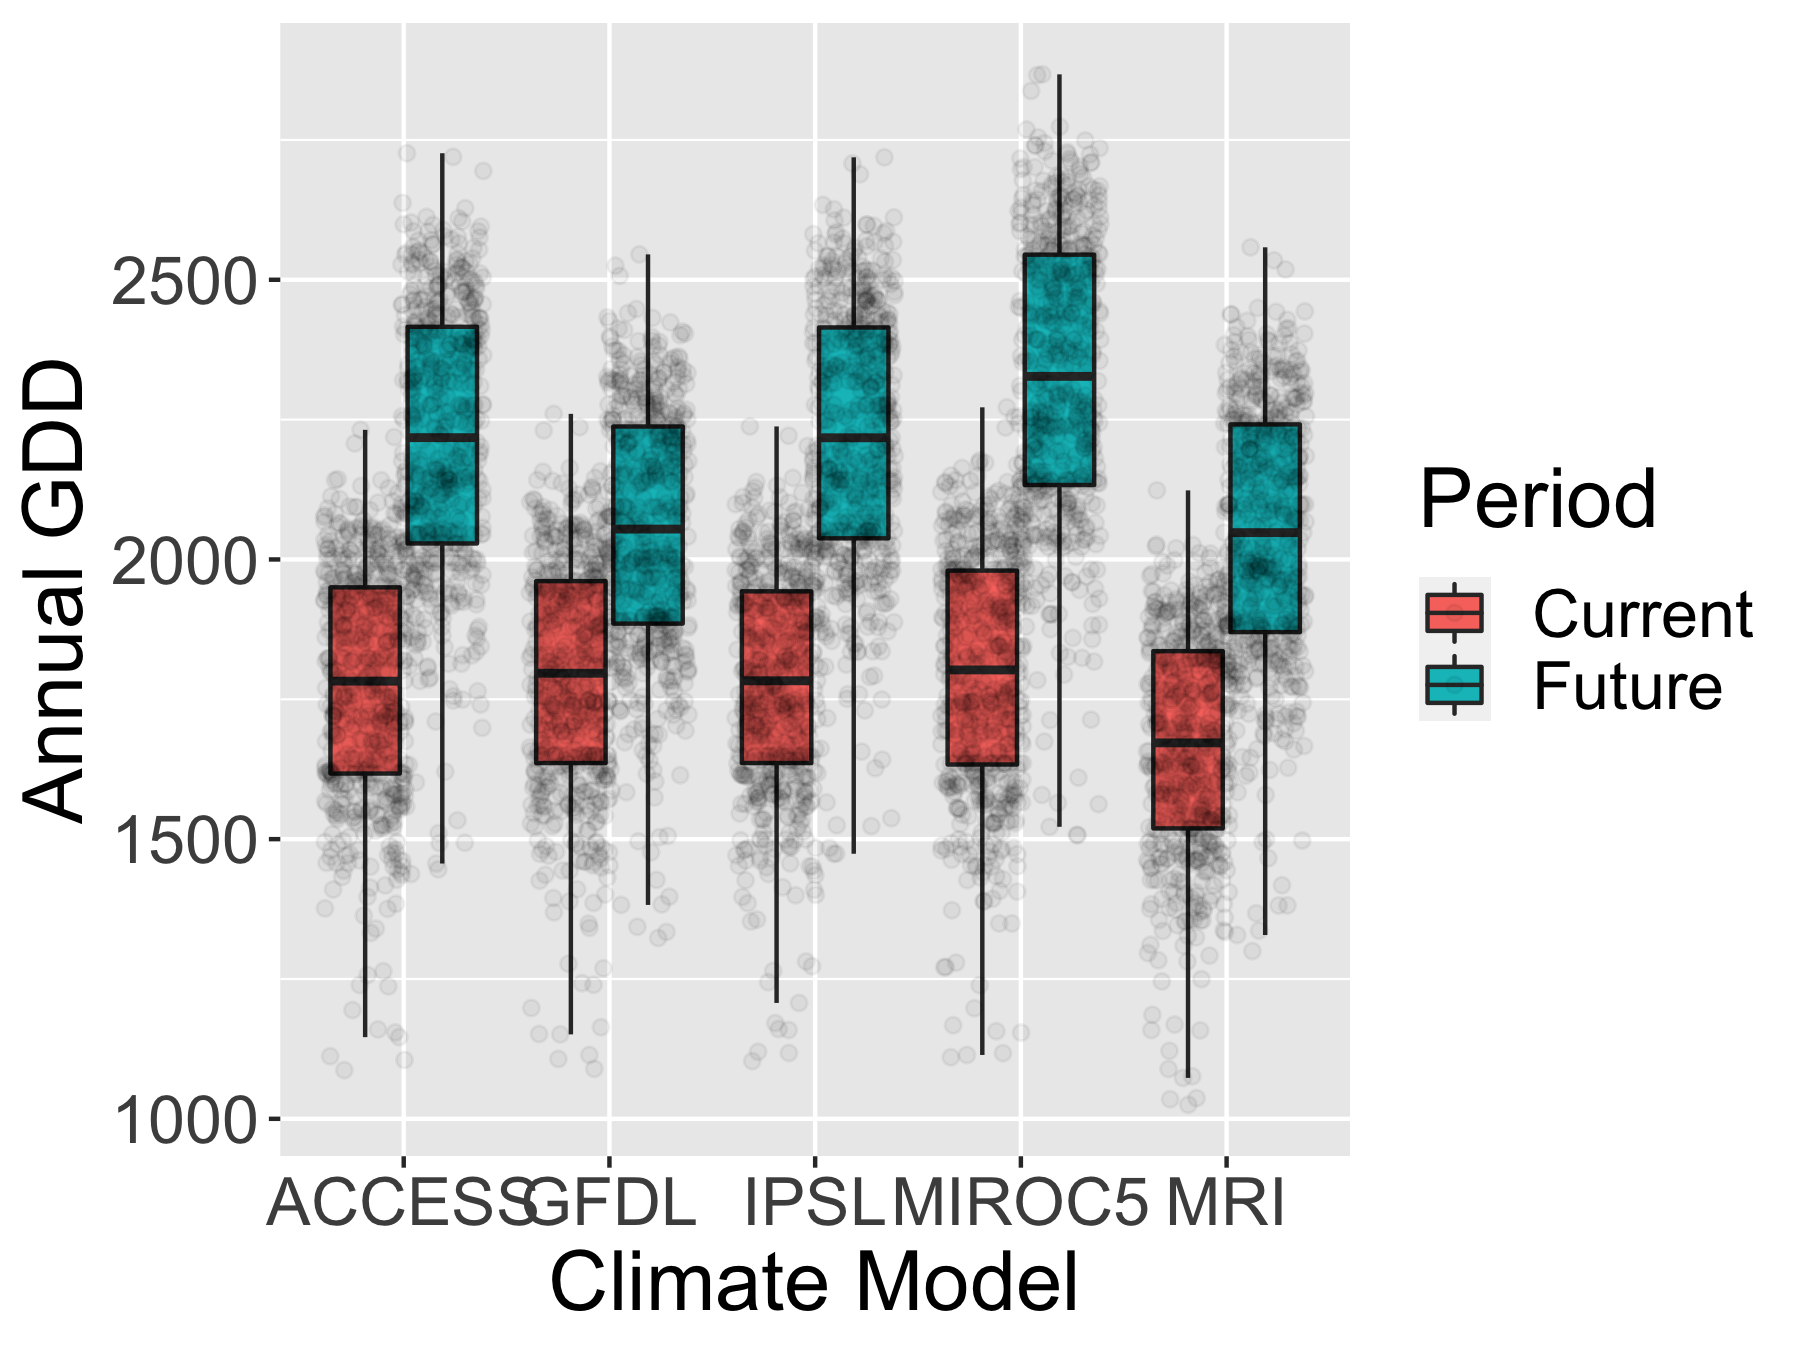 Annual GDD
2500
2000
1500
1000
ACCESS GFDL IPSL MIROC5 MRI
Climate Model
Period
Current
Future